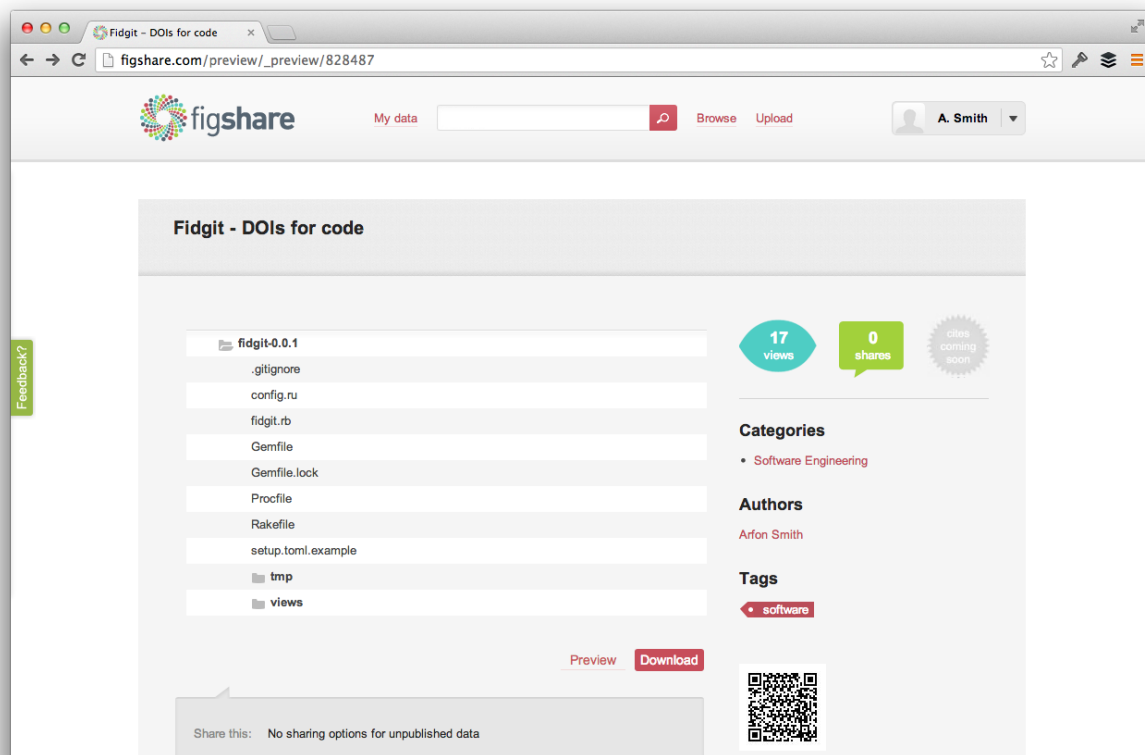 Fidgit – DOIs for code
figshare.com/preview/_preview/828487
figshare
My data
Browse
Upload
A. Smith
Fidgit - DOIs for code
Feedback?
fidgit-0.0.1
.gitignore
config.ru
fidgit.rb
Gemfile
Gemfile.lock
Procfile
Rakefile
setup.toml.example
tmp
views
Preview
Download
Share this: No sharing options for unpublished data
17
views
0
shares
cites
coming
soon
Categories
• Software Engineering
Authors
Arfon Smith
Tags
software